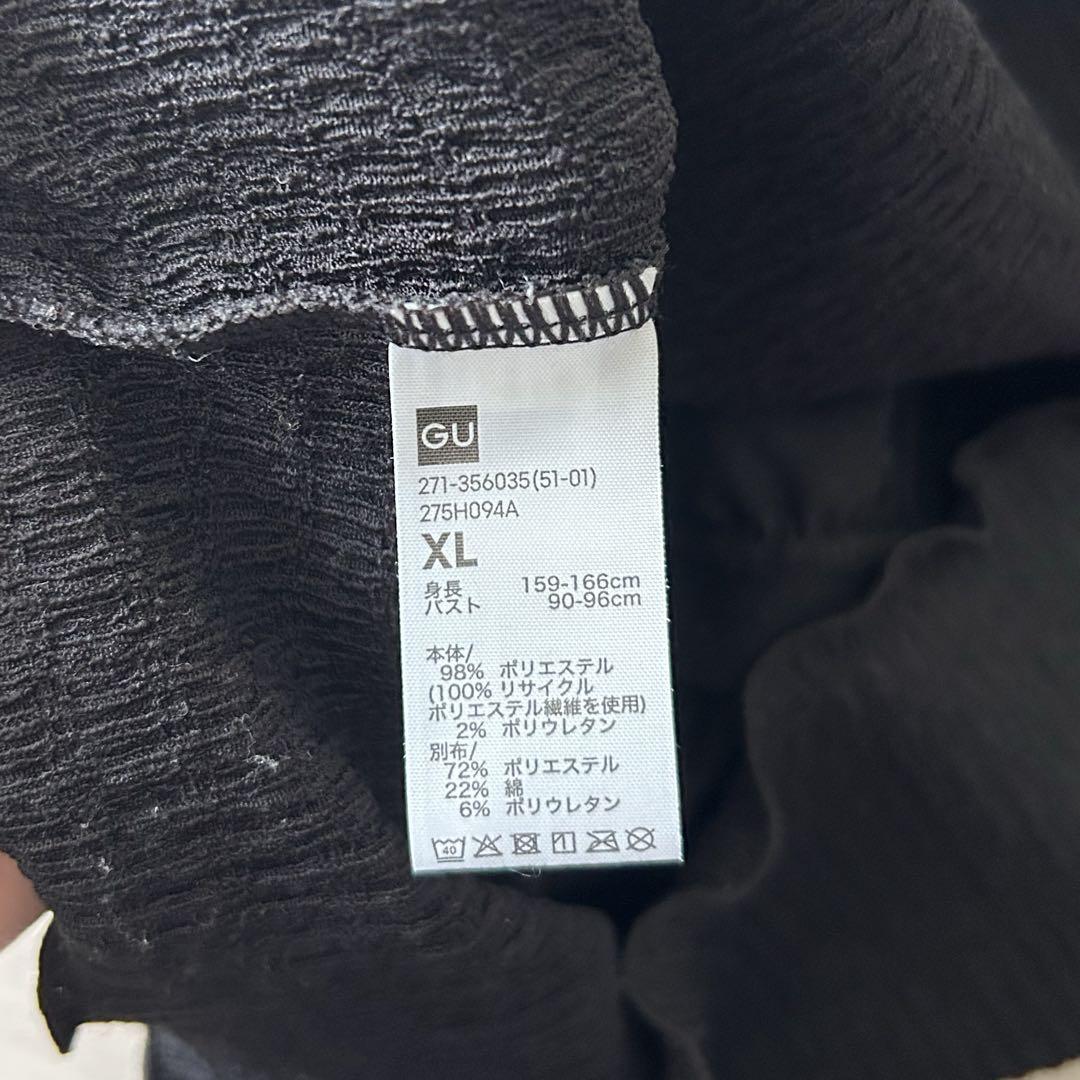 GU
271-356035(51-01)
275H094A
XL
身長 159-166cm
バスト 90-96cm
本体/
98% ポリエステル
(100% リサイクル
ポリエステル繊維を使用)
2% ポリウレタン
別布/
72% ポリエステル
22% 綿
6% ポリウレタン
40